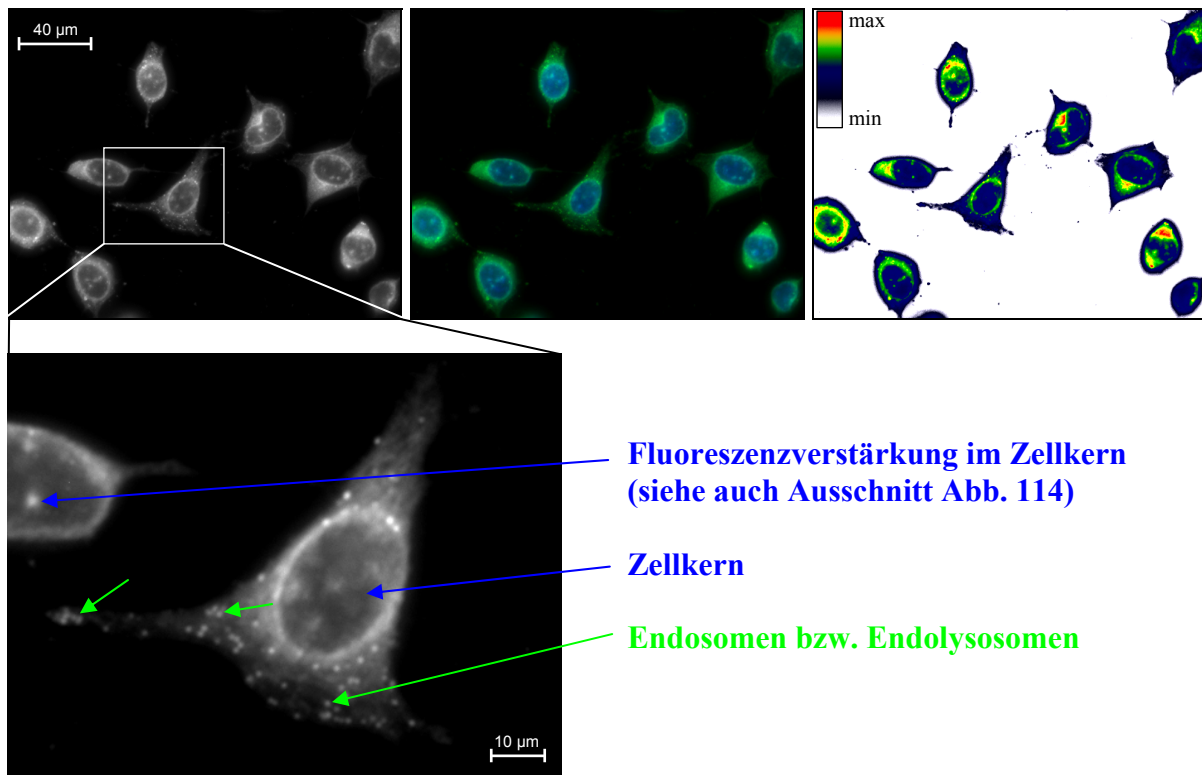 40 µm
max
min
Fluoreszenzverstärkung im Zellkern
(siehe auch Ausschnitt Abb. 114)
Zellkern
Endosomen bzw. Endolysosomen
10 µm